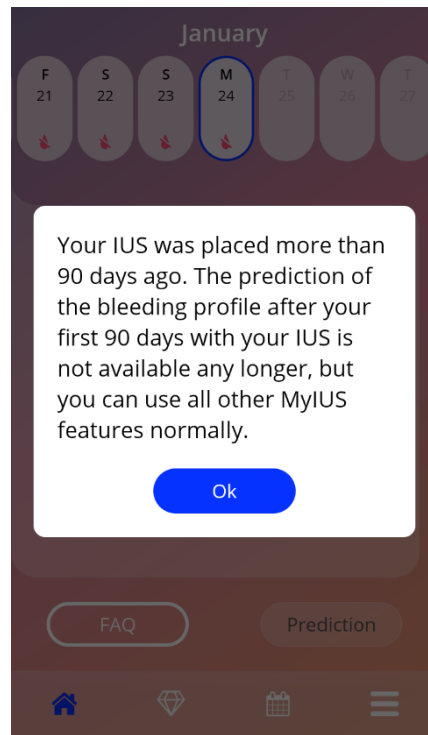 January
F S S M T W T
21 22 23 24 25 26 27
Your IUS was placed more than
90 days ago. The prediction of
the bleeding profile after your
first 90 days with your IUS is
not available any longer, but
you can use all other MyIUS
features normally.
Ok
FAQ Prediction